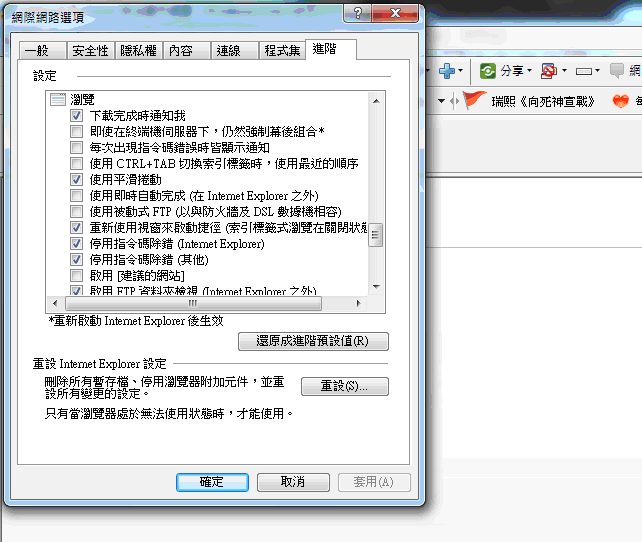 網際網路選項
一般 安全性 隱私權 內容 連線 程式集 進階
設定
瀏覽
下載完成時通知我
即使在終端機伺服器下，仍然強制幕後組合*
每次出現指令碼錯誤時皆顯示通知
使用 CTRL+TAB 切換索引標籤時，使用最近的順序
使用平滑捲動
使用即時自動完成 (在 Internet Explorer 之外)
使用被動式 FTP (以與防火牆及 DSL 數據機相容)
重新使用視窗來啟動捷徑 (索引標籤式瀏覽在關閉狀態
停用指令碼除錯 (Internet Explorer)
停用指令碼除錯 (其他)
啟用 [建議的網站]
啟用 FTP 資料夾檢視 (Internet Explorer 之外)
*重新啟動 Internet Explorer 後生效
還原成進階預設值(R)
重設 Internet Explorer 設定
刪除所有暫存檔、停用瀏覽器附加元件，並重
設所有變更的設定。
重設(S)...
只有當瀏覽器處於無法使用狀態時，才能使用。
確定 取消 套用(A)
分享 網
瑞熙《向死神宣戰》 每